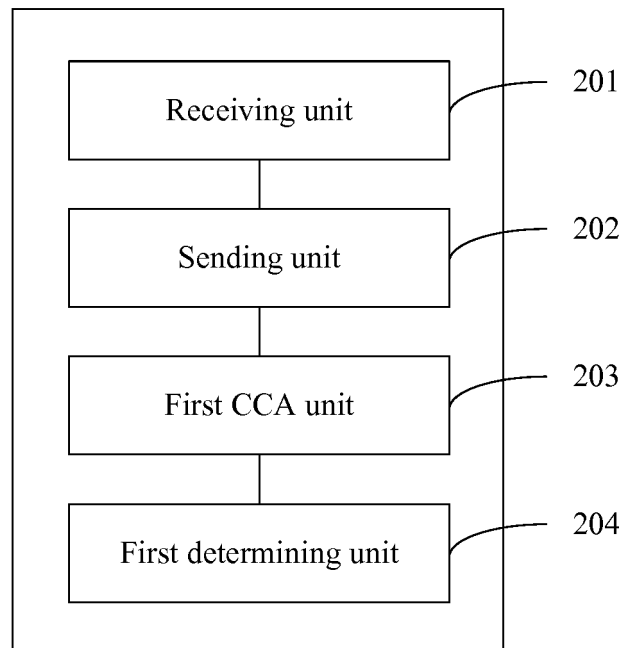 Receiving unit 201
Sending unit 202
First CCA unit 203
First determining unit 204